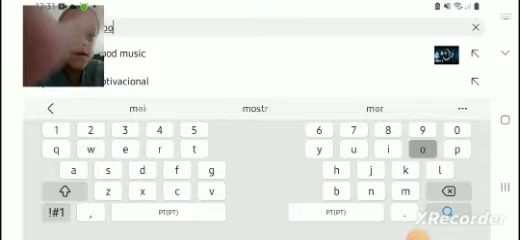 12:31
oo
ood music
otivacional
moi mostr mor ...
1 2 3 4 5 6 7 8 9 0
q w e r t y u i o p
a s d f g h j k l
z x c v b n m
!#1 , PT(PT) PT(PT) .
XRecorder